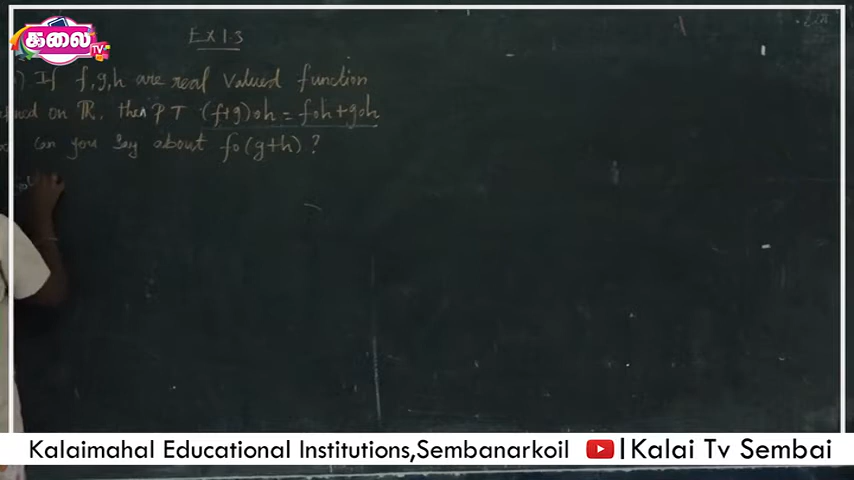 கலை TV
Ex 1.3
) If f,g,h are real valued function
on ℝ, then P T (f+g)oh = foh+goh
can you say about fo(g+h) ?
Kalaimahal Educational Institutions,Sembanarkoil | Kalai Tv Sembai